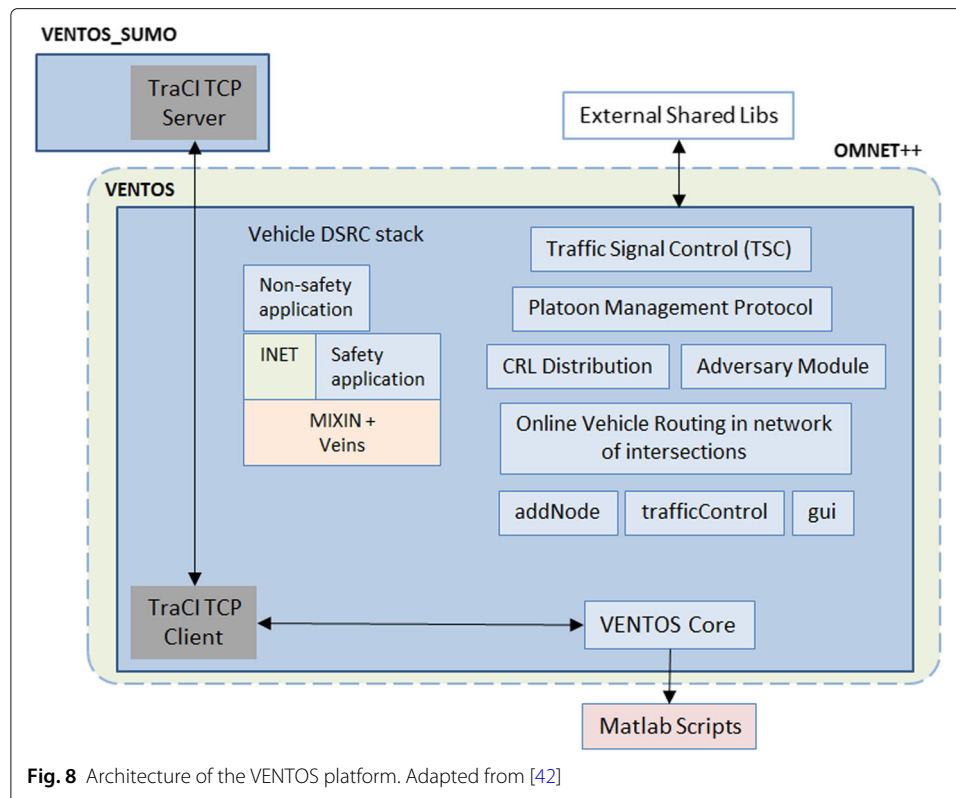 VENTOS_SUMO
TraCI TCP
Server
External Shared Libs
OMNET++
VENTOS
Vehicle DSRC stack
Non-safety
application
INET
Safety
application
MIXIN +
Veins
Traffic Signal Control (TSC)
Platoon Management Protocol
CRL Distribution
Adversary Module
Online Vehicle Routing in network
of intersections
addNode
trafficControl
gui
TraCI TCP
Client
VENTOS Core
Matlab Scripts
Fig. 8 Architecture of the VENTOS platform. Adapted from [42]